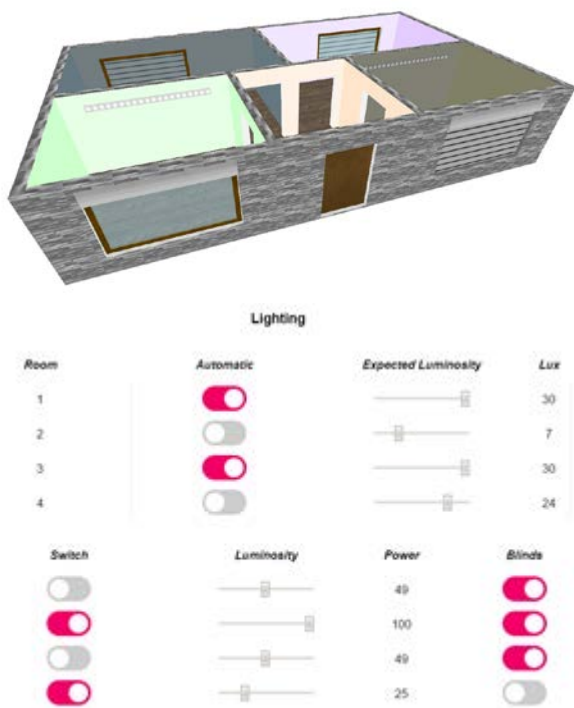 Lighting
Room Automatic Expected Luminosity Lux
1 30
2 7
3 30
4 24
Switch Luminosity Power Blinds
49
100
49
25